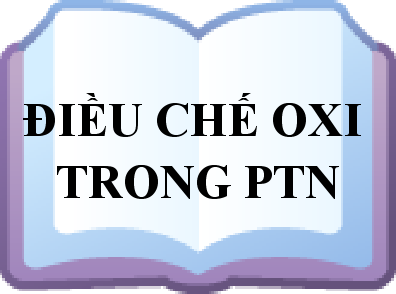 ĐIỀU CHẾ OXI
TRONG PTN